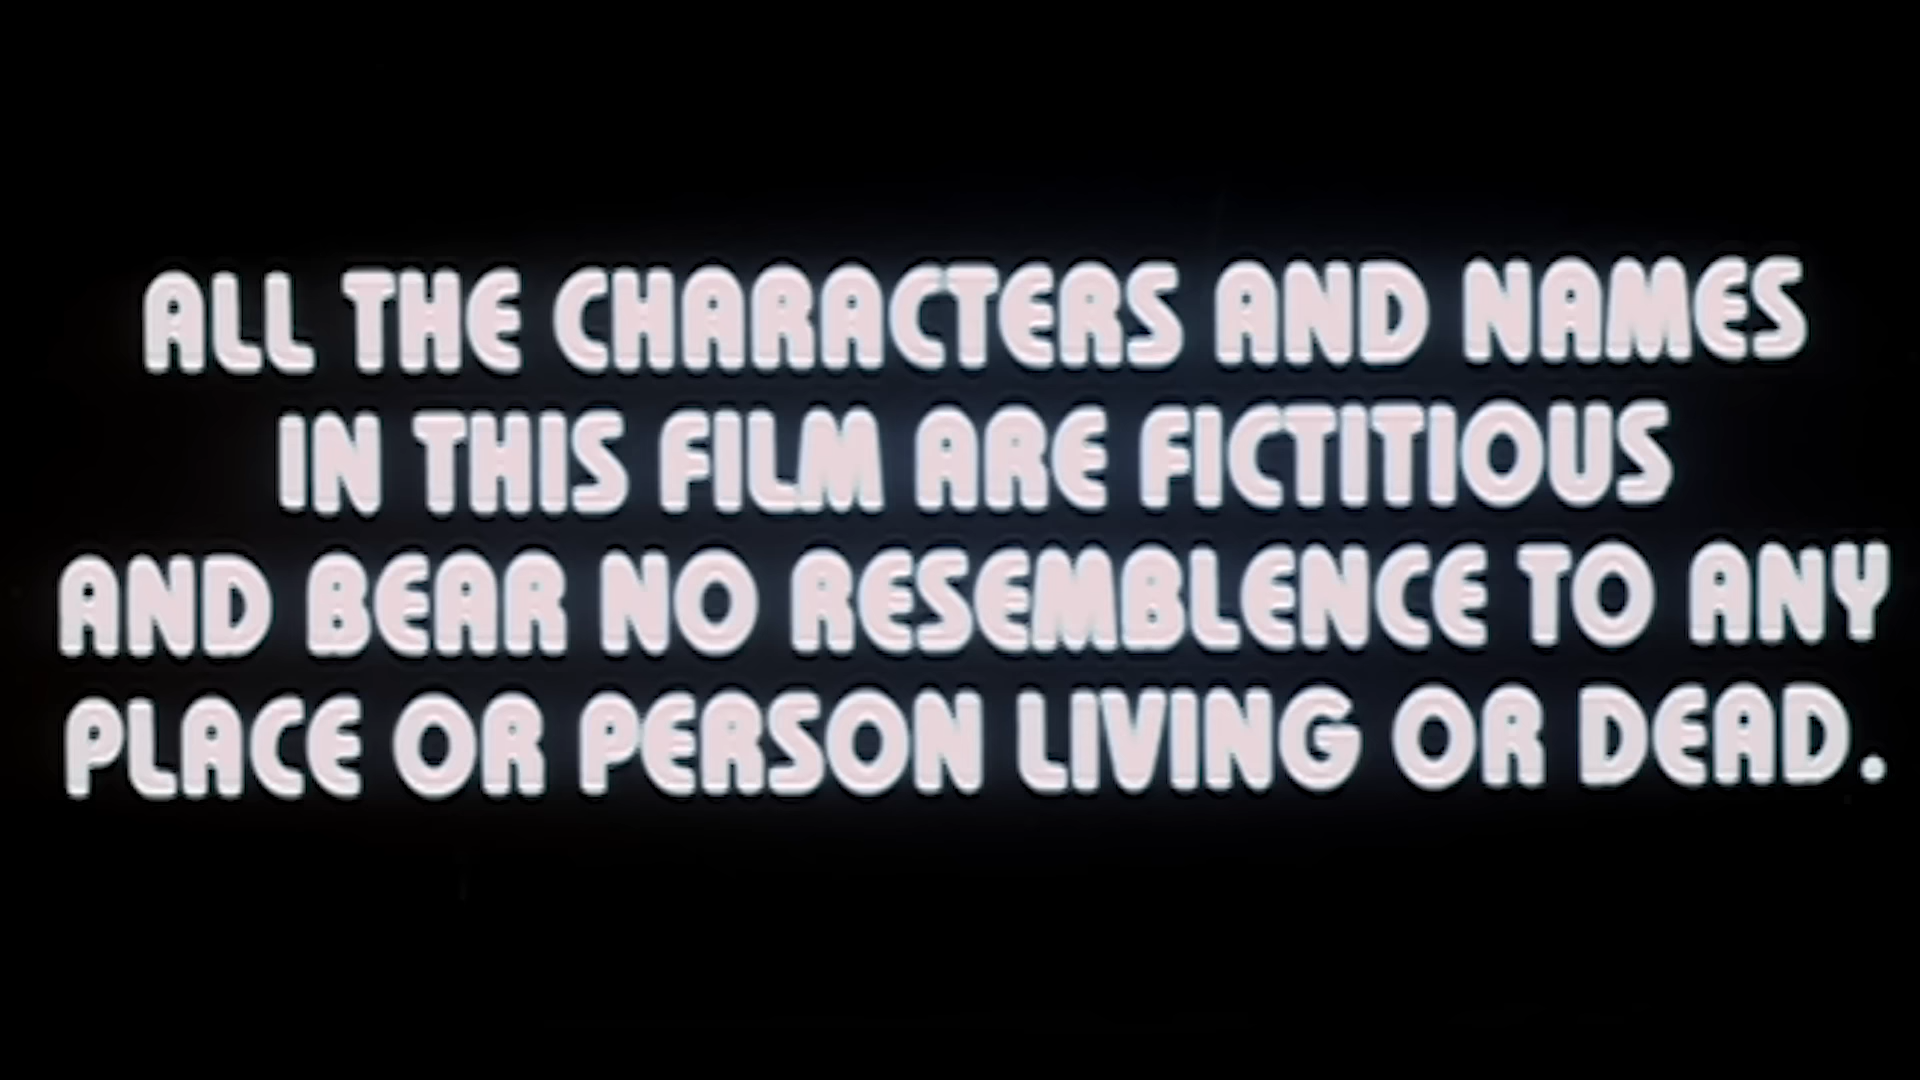 ALL THE CHARACTERS AND NAMES
IN THIS FILM ARE FICTITIOUS
AND BEAR NO RESEMBLENCE TO ANY
PLACE OR PERSON LIVING OR DEAD.